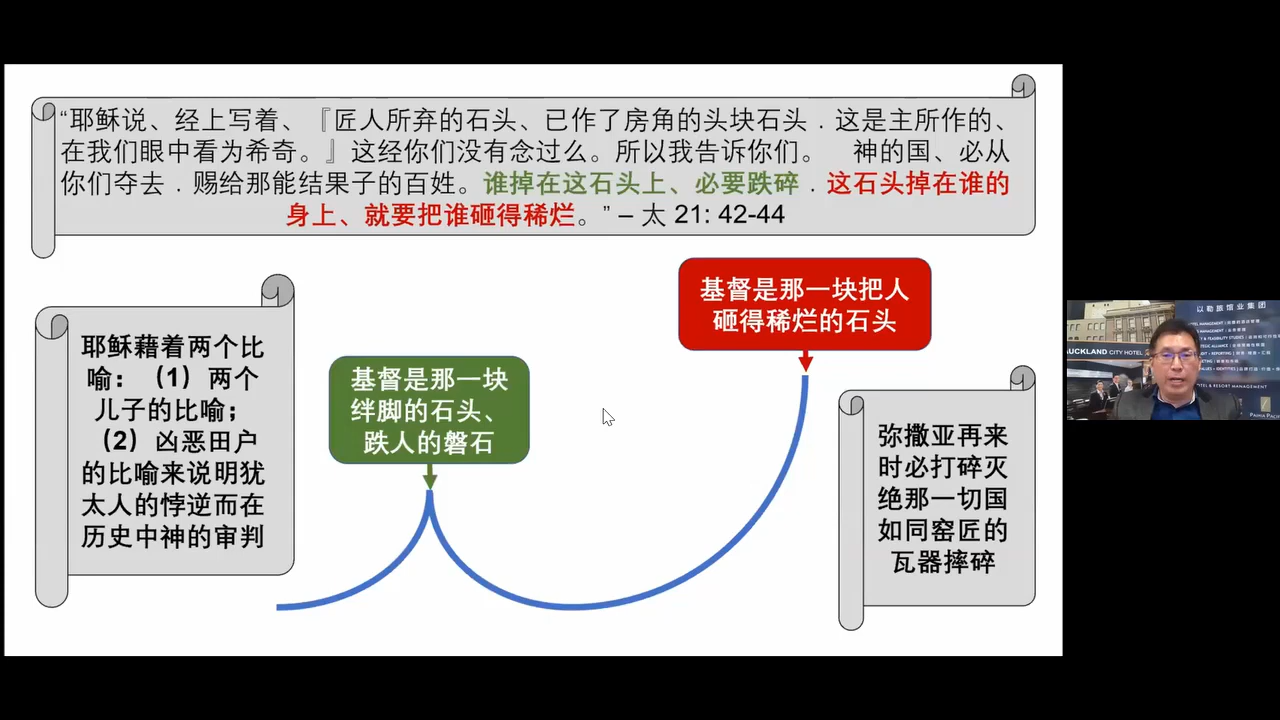 “耶稣说、经上写着、『匠人所弃的石头、已作了房角的头块石头．这是主所作的、
在我们眼中看为希奇。』这经你们没有念过么。所以我告诉你们。　神的国、必从
你们夺去．赐给那能结果子的百姓。谁掉在这石头上、必要跌碎．这石头掉在谁的
身上、就要把谁砸得稀烂。” – 太 21: 42-44
耶稣藉着两个比
喻：（1）两个
儿子的比喻；
（2）凶恶田户
的比喻来说明犹
太人的悖逆而在
历史中神的审判
基督是那一块
绊脚的石头、
跌人的磐石
基督是那一块把人
砸得稀烂的石头
弥撒亚再来
时必打碎灭
绝那一切国
如同窑匠的
瓦器摔碎
以勒旅馆业集团
AUCKLAND CITY HOTEL
HOTEL & RESORT MANAGEMENT